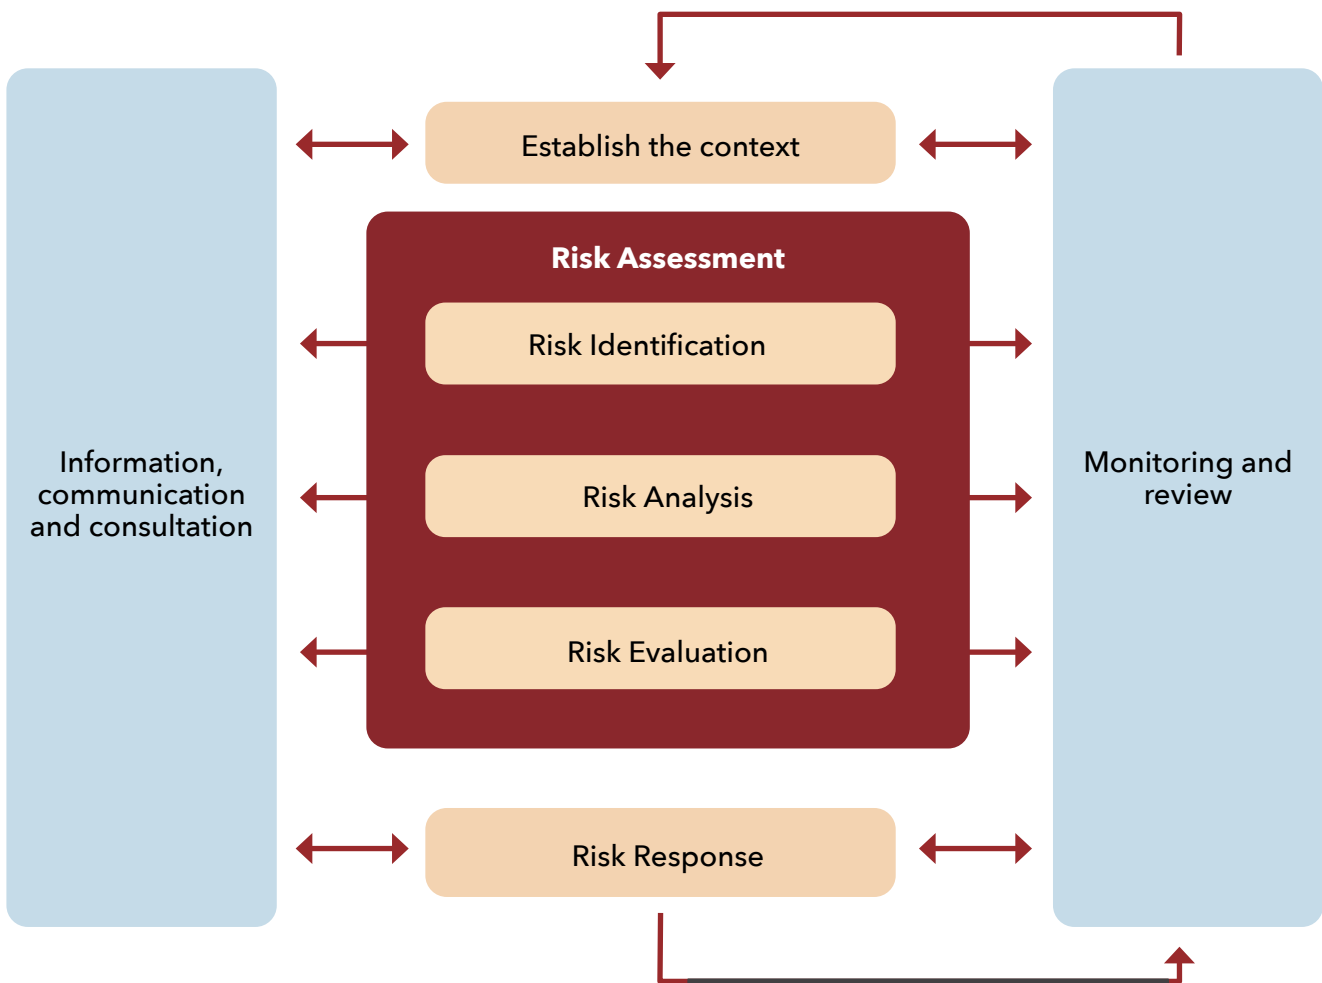 Establish the context
Risk Assessment
Risk Identification
Risk Analysis
Risk Evaluation
Risk Response
Information,
communication
and consultation
Monitoring and
review